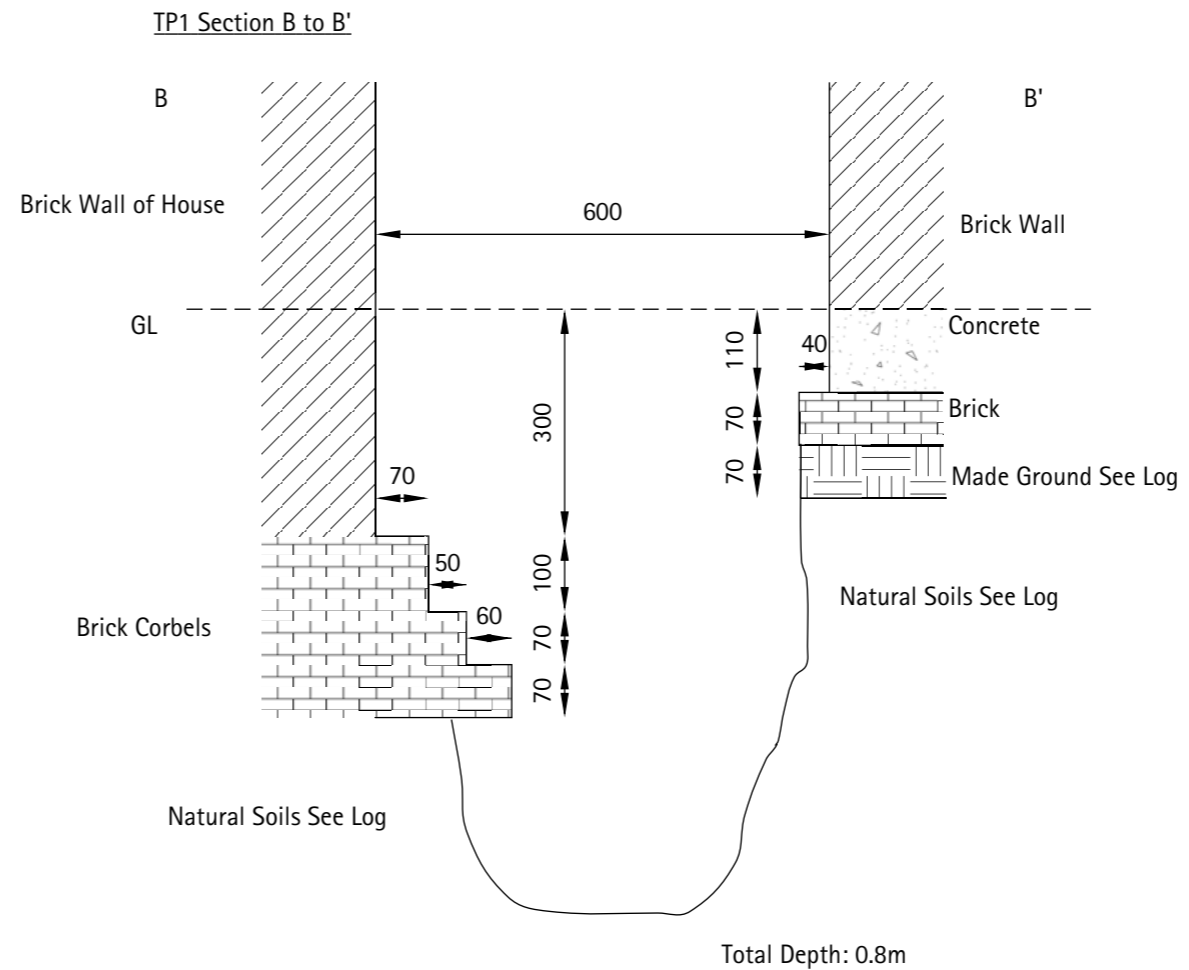 TP1 Section B to B'
B
B'
Brick Wall of House
600
Brick Wall
GL
Concrete
110
40
300
Brick
70
70
70
Made Ground See Log
50
100
Natural Soils See Log
60
Brick Corbels
70
70
Natural Soils See Log
Total Depth: 0.8m